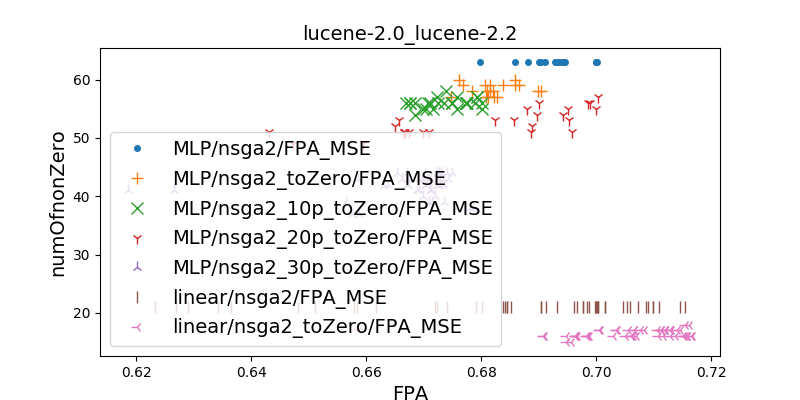 lucene-2.0_lucene-2.2
numOfnonZero
60
50
40
30
20
MLP/nsga2/FPA_MSE
MLP/nsga2_toZero/FPA_MSE
MLP/nsga2_10p_toZero/FPA_MSE
MLP/nsga2_20p_toZero/FPA_MSE
MLP/nsga2_30p_toZero/FPA_MSE
linear/nsga2/FPA_MSE
linear/nsga2_toZero/FPA_MSE
0.62 0.64 0.66 0.68 0.70 0.72
FPA